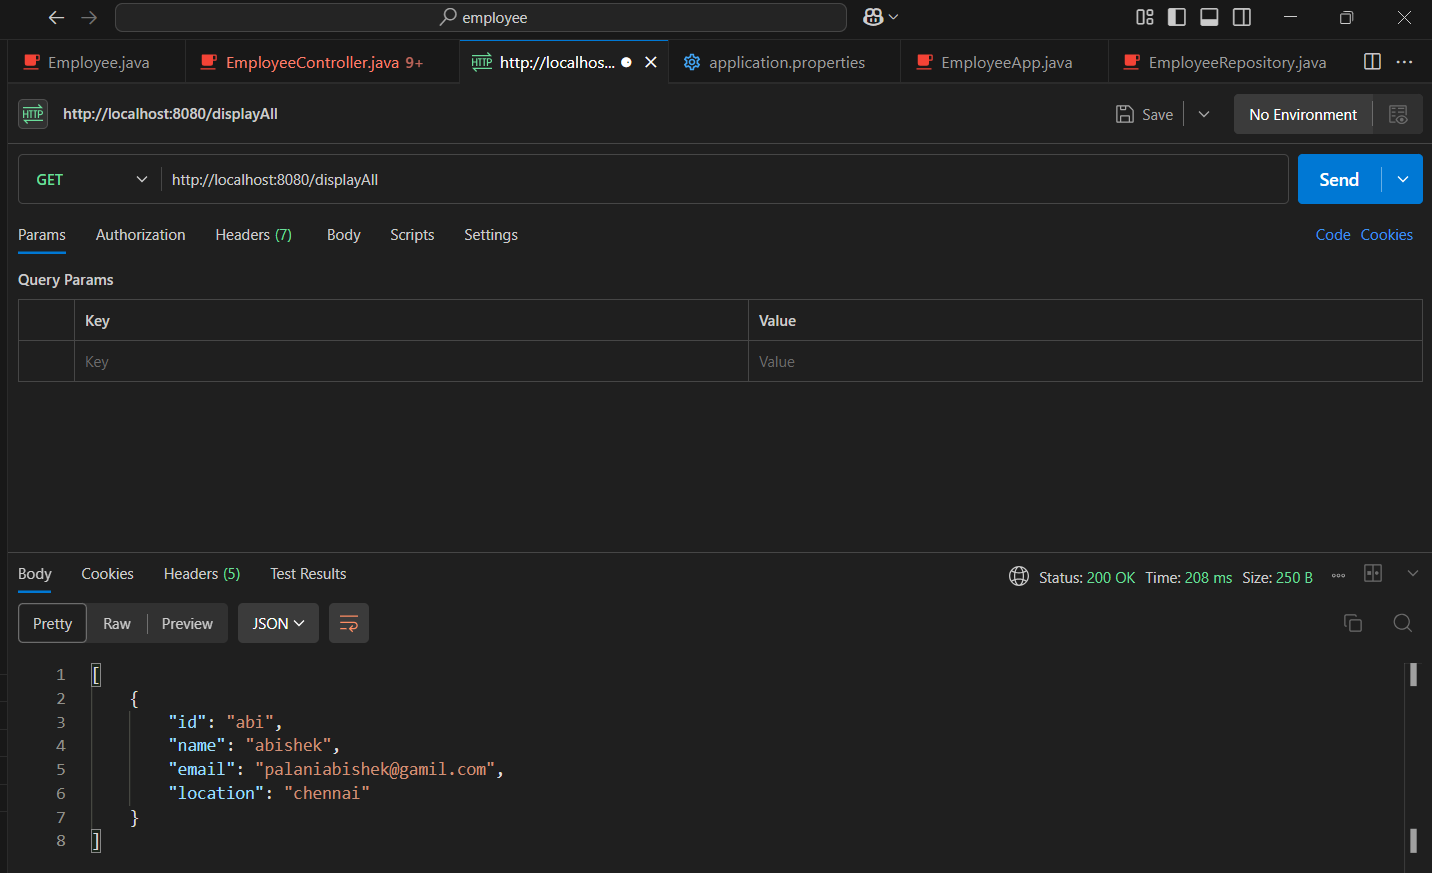 employee
Employee.java
EmployeeController.java 9+
HTTP http://localhos...
application.properties
EmployeeApp.java
EmployeeRepository.java
HTTP http://localhost:8080/displayAll
Save
No Environment
GET
http://localhost:8080/displayAll
Send
Params
Authorization
Headers (7)
Body
Scripts
Settings
Code
Cookies
Query Params
Key
Value
Key
Value
Body
Cookies
Headers (5)
Test Results
Status: 200 OK Time: 208 ms Size: 250 B
Pretty
Raw
Preview
JSON
1 [
2 {
3 "id": "abi",
4 "name": "abishek",
5 "email": "palaniabishek@gamil.com",
6 "location": "chennai"
7 }
8 ]